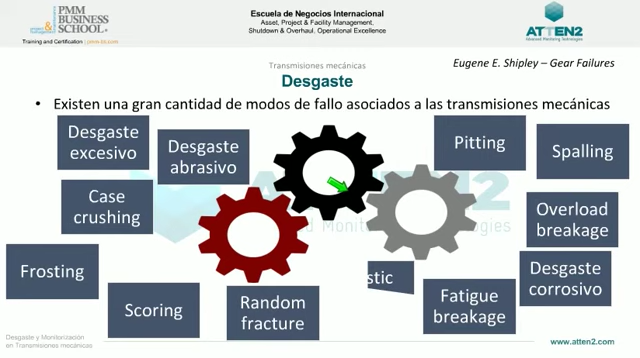 PMM
BUSINESS
SCHOOL
Training and Certification | pmm-bs.com
Escuela de Negocios Internacional
Asset, Project & Facility Management,
Shutdown & Overhaul, Operational Excellence
ATTEN2
Advanced Monitoring Technologies
Transmisiones mecánicas
Desgaste
Eugene E. Shipley – Gear Failures
• Existen una gran cantidad de modos de fallo asociados a las transmisiones mecánicas
Desgaste
excesivo
Desgaste
abrasivo
Pitting
Spalling
Case
crushing
Overload
breakage
Frosting
stic
Desgaste
corrosivo
Scoring
Random
fracture
Fatigue
breakage
Desgaste y Monitorización
en Transmisiones mecánicas
www.atten2.com